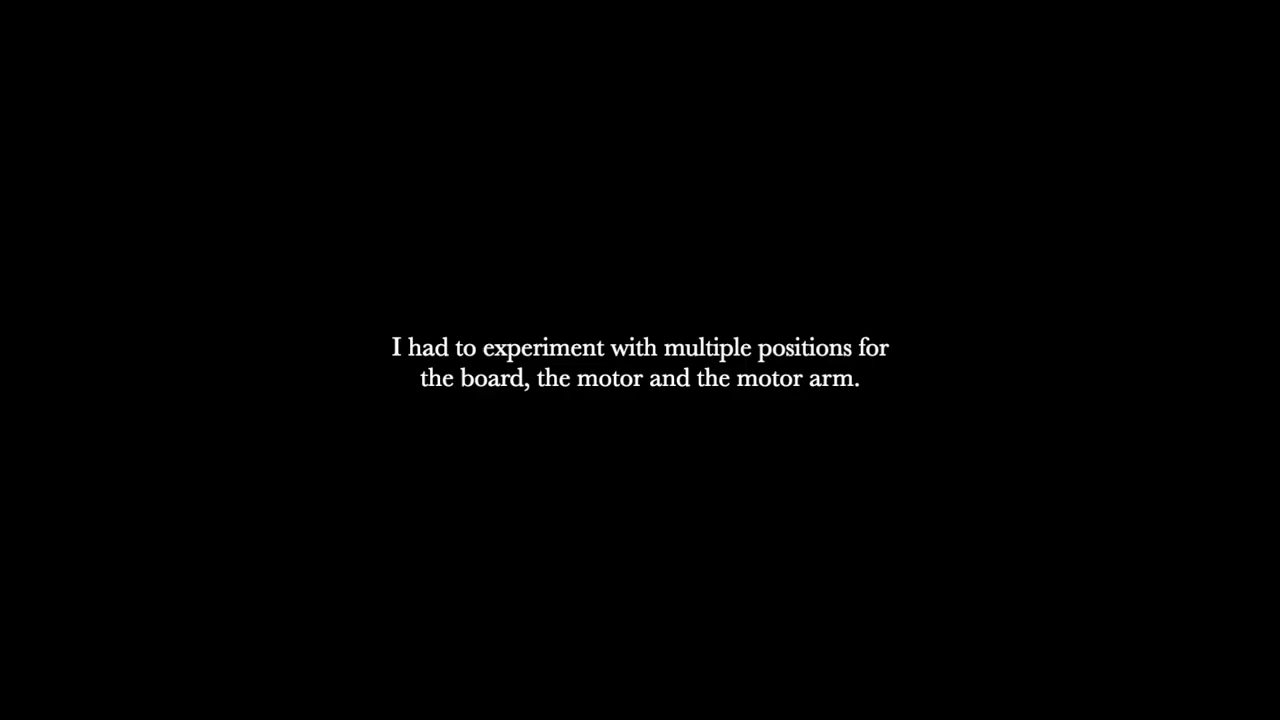 I had to experiment with multiple positions for
the board, the motor and the motor arm.